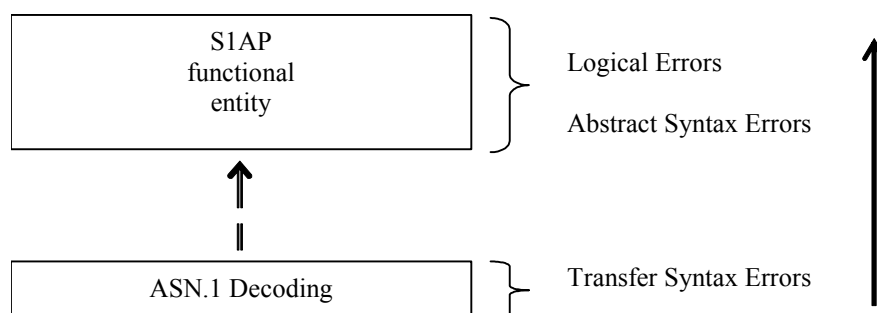 S1AP
functional
entity
Logical Errors
Abstract Syntax Errors
ASN.1 Decoding
Transfer Syntax Errors